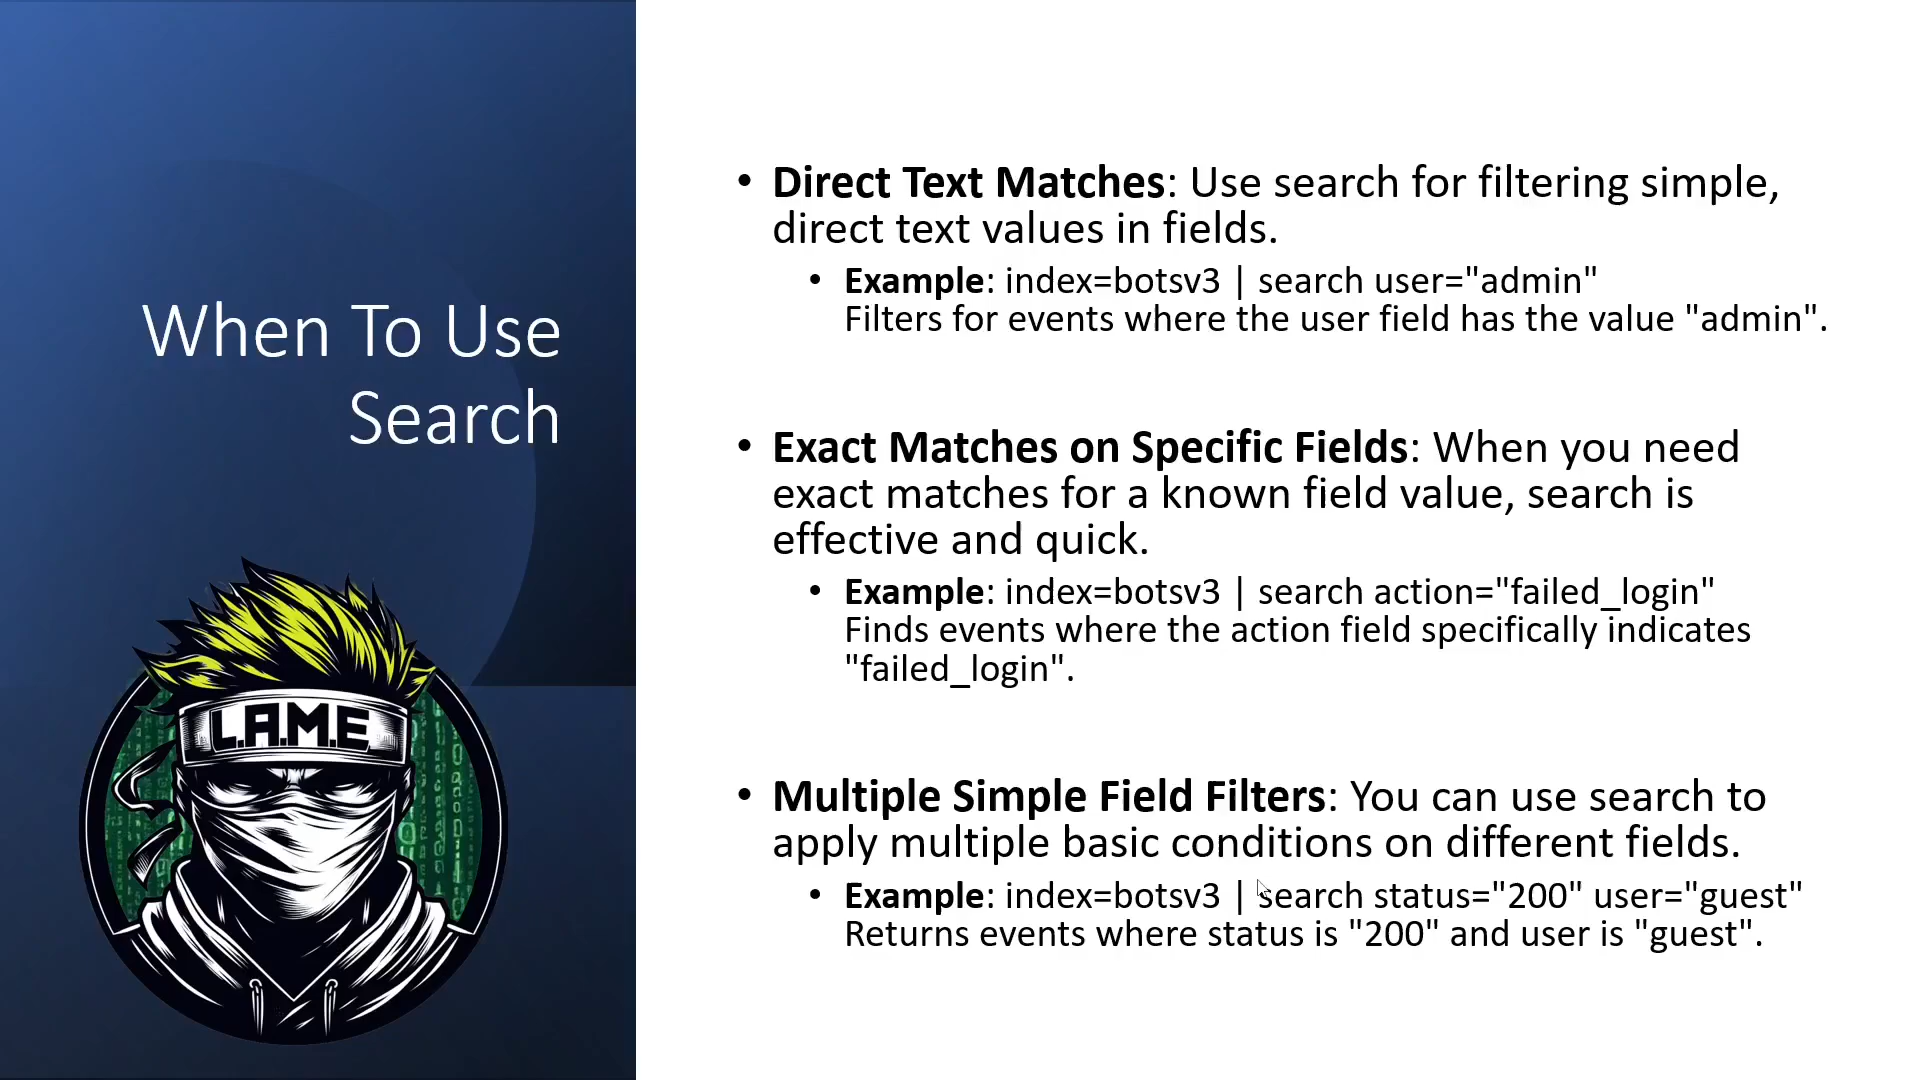 When To Use
Search
L.A.M.E
• Direct Text Matches: Use search for filtering simple,
direct text values in fields.
• Example: index=botsv3 | search user="admin"
Filters for events where the user field has the value "admin".
• Exact Matches on Specific Fields: When you need
exact matches for a known field value, search is
effective and quick.
• Example: index=botsv3 | search action="failed_login"
Finds events where the action field specifically indicates
"failed_login".
• Multiple Simple Field Filters: You can use search to
apply multiple basic conditions on different fields.
• Example: index=botsv3 | search status="200" user="guest"
Returns events where status is "200" and user is "guest".